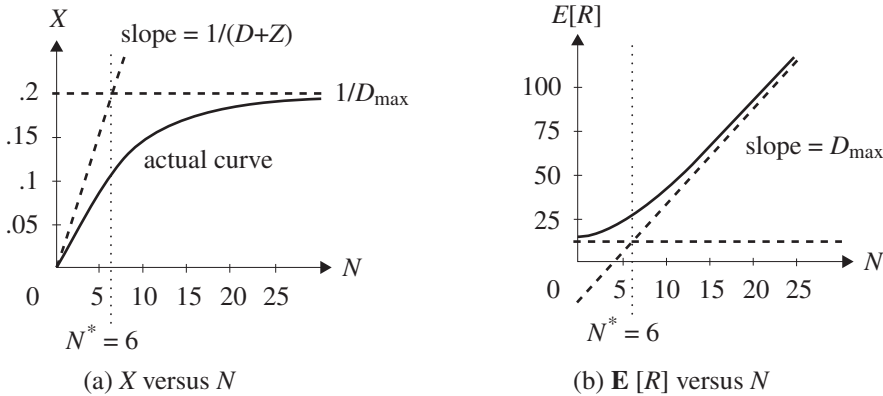 X
slope = 1/(D+Z)
.2
1/Dmax
.15
actual curve
.1
.05
N
0
5
10
15
20
25
N* = 6
(a) X versus N
E[R]
100
75
slope = Dmax
50
25
N
0
5
10
15
20
25
N* = 6
(b) E [R] versus N